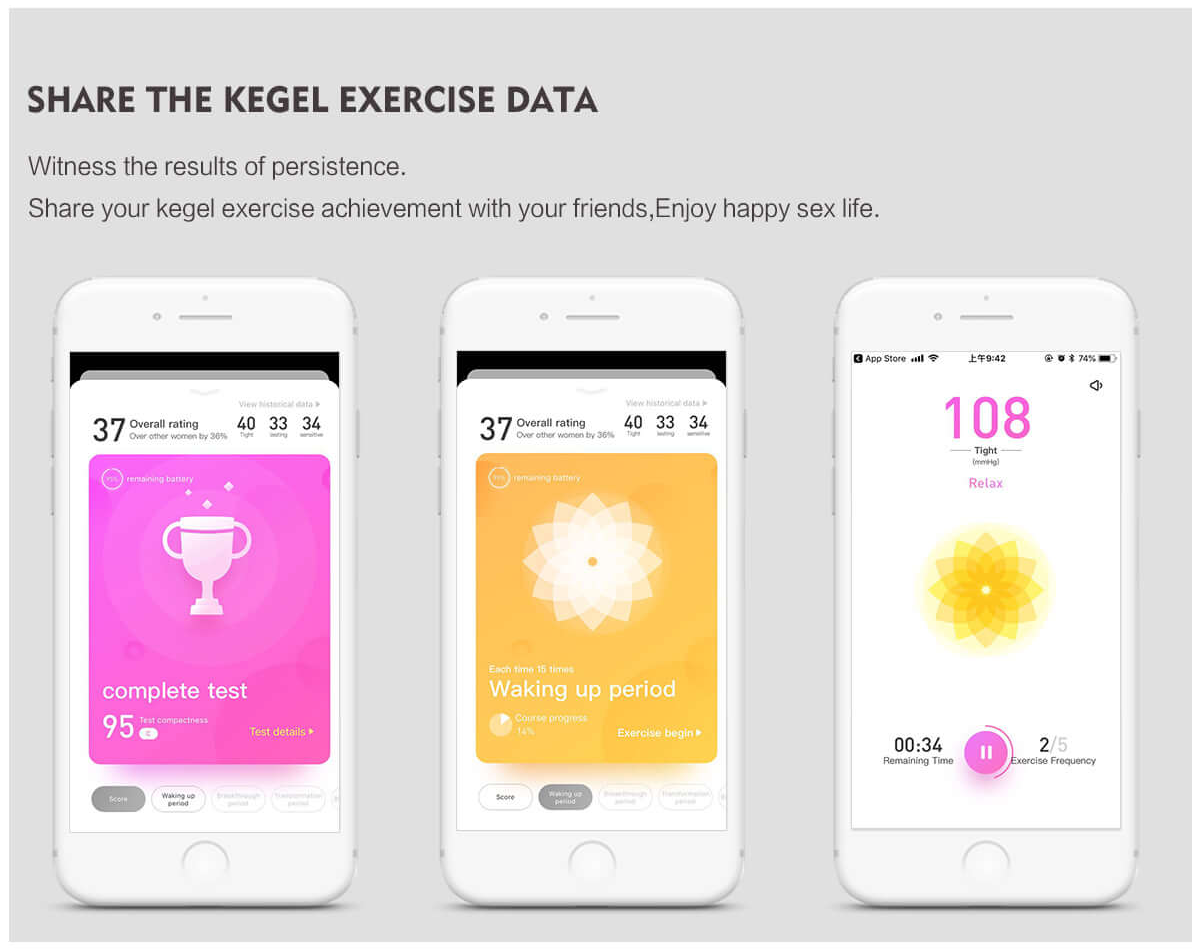 SHARE THE KEGEL EXERCISE DATA
Witness the results of persistence.
Share your kegel exercise achievement with your friends,Enjoy happy sex life.
View historical data
37 Overall rating
Over other women by 36%
40 33 34
Tight lasting sensitive
remaining battery
complete test
95 Test compactness
C
Test details
Score
Waking up
period
Breakthrough
period
Transformation
period
View historical data
37 Overall rating
Over other women by 36%
40 33 34
Tight lasting sensitive
remaining battery
Each time 15 times
Waking up period
Course progress
14%
Exercise begin
Score
Waking up
period
Breakthrough
period
Transformation
period
App Store 上午9:42 74%
108
Tight
(mmHg)
Relax
00:34
Remaining Time
2/5
Exercise Frequency